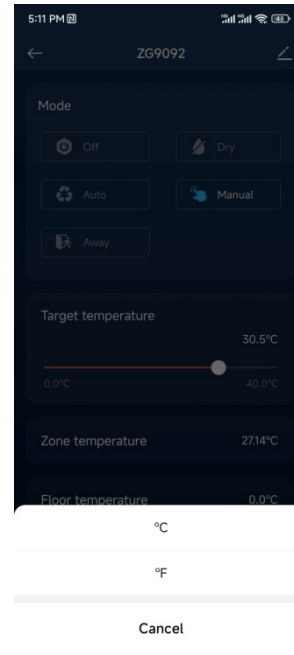 5:11 PM
48
ZG9092
Mode
Off
Dry
Auto
Manual
Away
Target temperature
30.5°C
0.0°C
40.0°C
Zone temperature
27.14°C
Floor temperature
0.0°C
°C
°F
Cancel